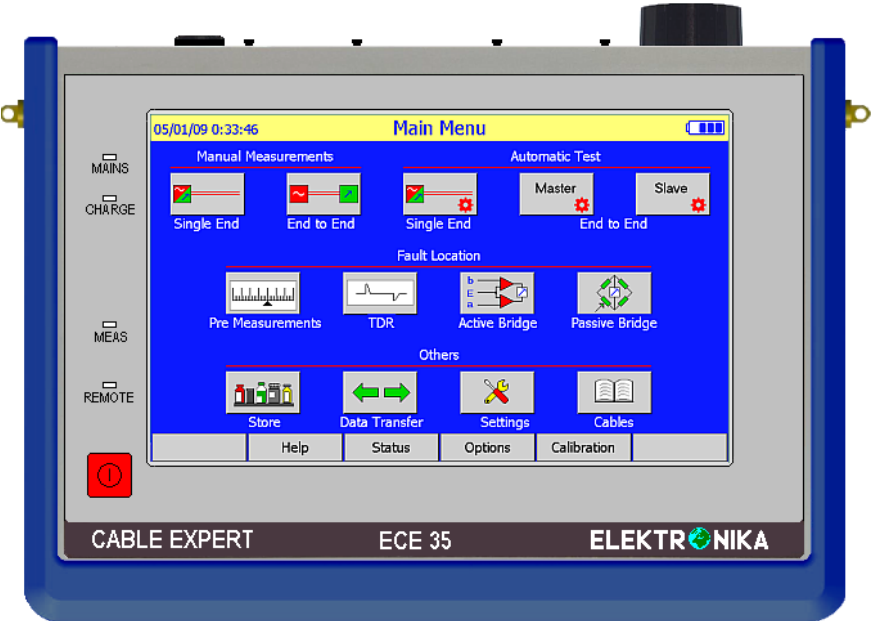 05/01/09 0:33:46 Main Menu
Manual Measurements Automatic Test
MAINS
Master Slave
CHARGE
Single End End to End Single End End to End
Fault Location
b
E
a
Pre Measurements TDR Active Bridge Passive Bridge
MEAS
Others
REMOTE
Store Data Transfer Settings Cables
Help Status Options Calibration
CABLE EXPERT ECE 35 ELEKTRONIKA